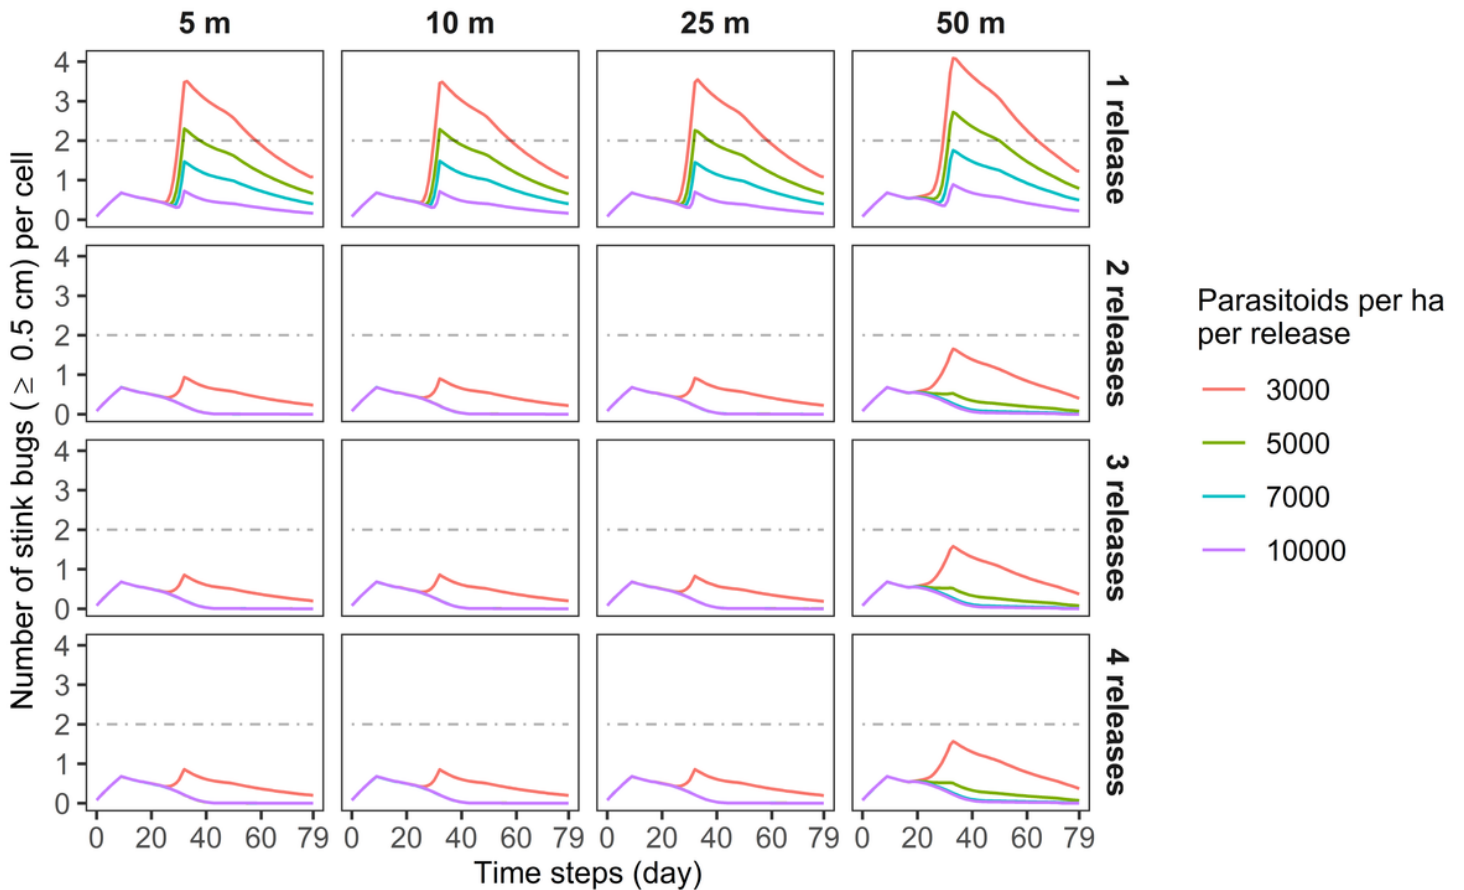 5 m
10 m
25 m
50 m
Number of stink bugs ( ≥ 0.5 cm) per cell
4
3
2
1
0
1 release
4
3
2
1
0
2 releases
4
3
2
1
0
3 releases
4
3
2
1
0
4 releases
0 20 40 60 79
0 20 40 60 79
0 20 40 60 79
0 20 40 60 79
Time steps (day)
Parasitoids per ha
per release
3000
5000
7000
10000